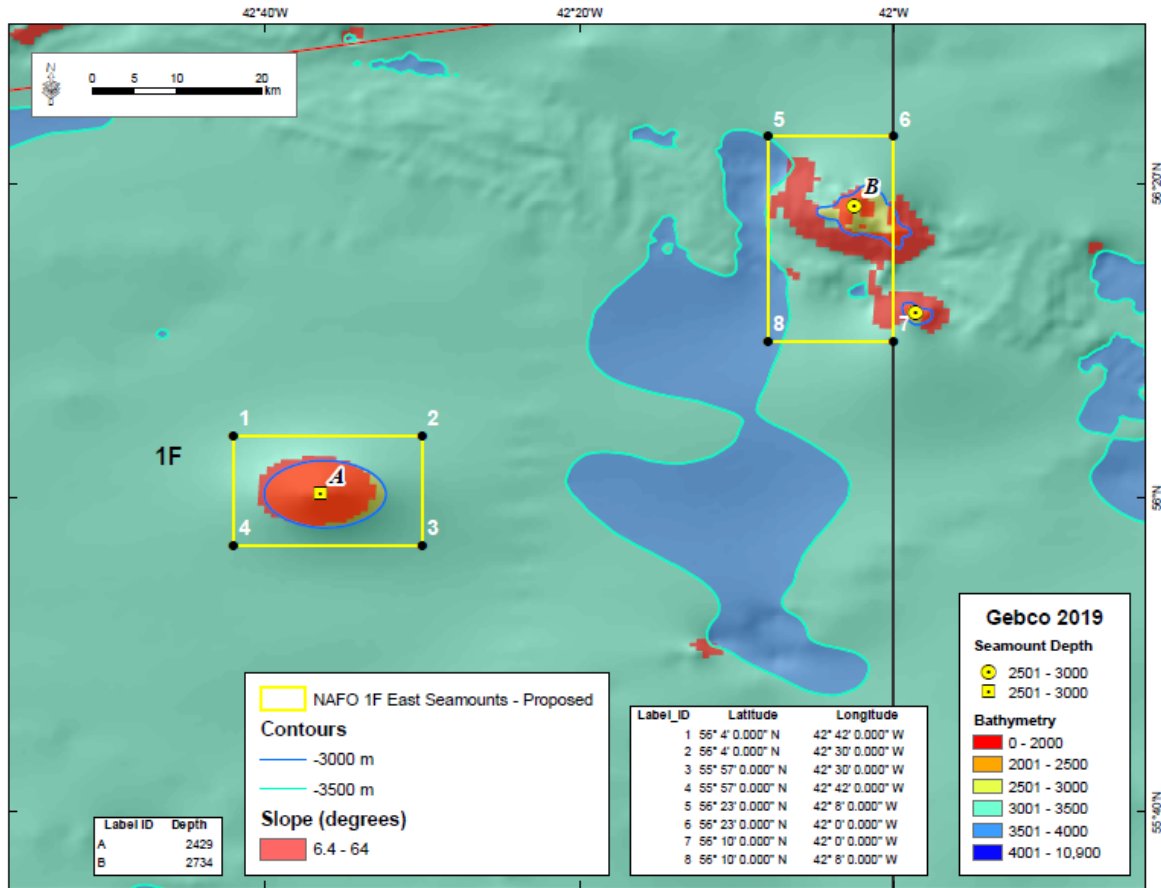 42°40'W 42°20'W 42°W
N
0 5 10 20
km
5 6
B
56°20'N
8 7
1 2
1F
A
4 3
56°N
55°40'N
NAFO 1F East Seamounts - Proposed
Contours
-3000 m
-3500 m
Slope (degrees)
6.4 - 64
Label ID Depth
A 2429
B 2734
Label_ID Latitude Longitude
1 56° 4' 0.000" N 42° 42' 0.000" W
2 56° 4' 0.000" N 42° 30' 0.000" W
3 55° 57' 0.000" N 42° 30' 0.000" W
4 55° 57' 0.000" N 42° 42' 0.000" W
5 56° 23' 0.000" N 42° 8' 0.000" W
6 56° 23' 0.000" N 42° 0' 0.000" W
7 56° 10' 0.000" N 42° 0' 0.000" W
8 56° 10' 0.000" N 42° 8' 0.000" W
Gebco 2019
Seamount Depth
2501 - 3000
2501 - 3000
Bathymetry
0 - 2000
2001 - 2500
2501 - 3000
3001 - 3500
3501 - 4000
4001 - 10,900